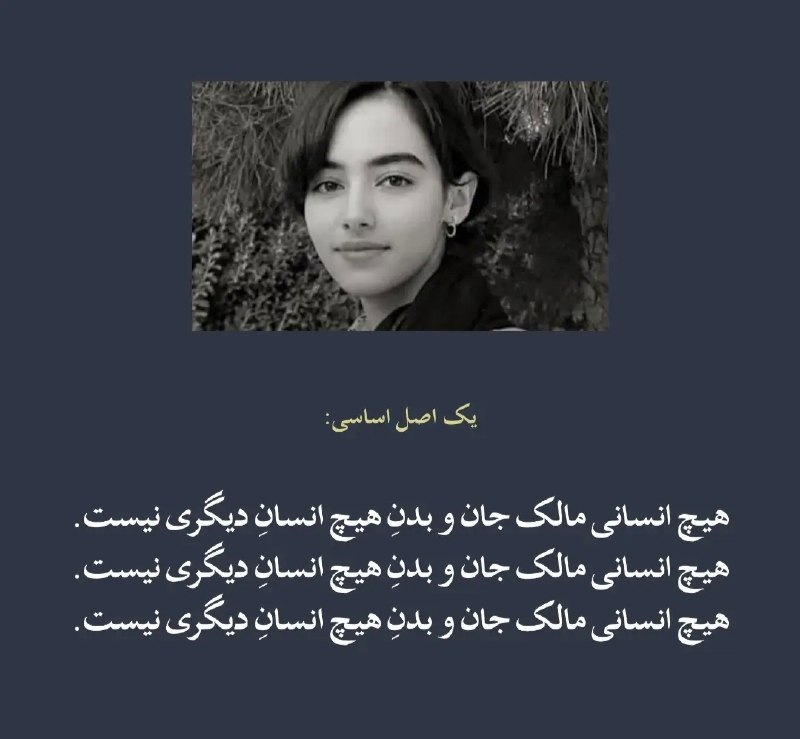 یک اصل اساسی:
هیچ انسانی مالک جان و بدنِ هیچ انسانِ دیگری نیست.
هیچ انسانی مالک جان و بدنِ هیچ انسانِ دیگری نیست.
هیچ انسانی مالک جان و بدنِ هیچ انسانِ دیگری نیست.